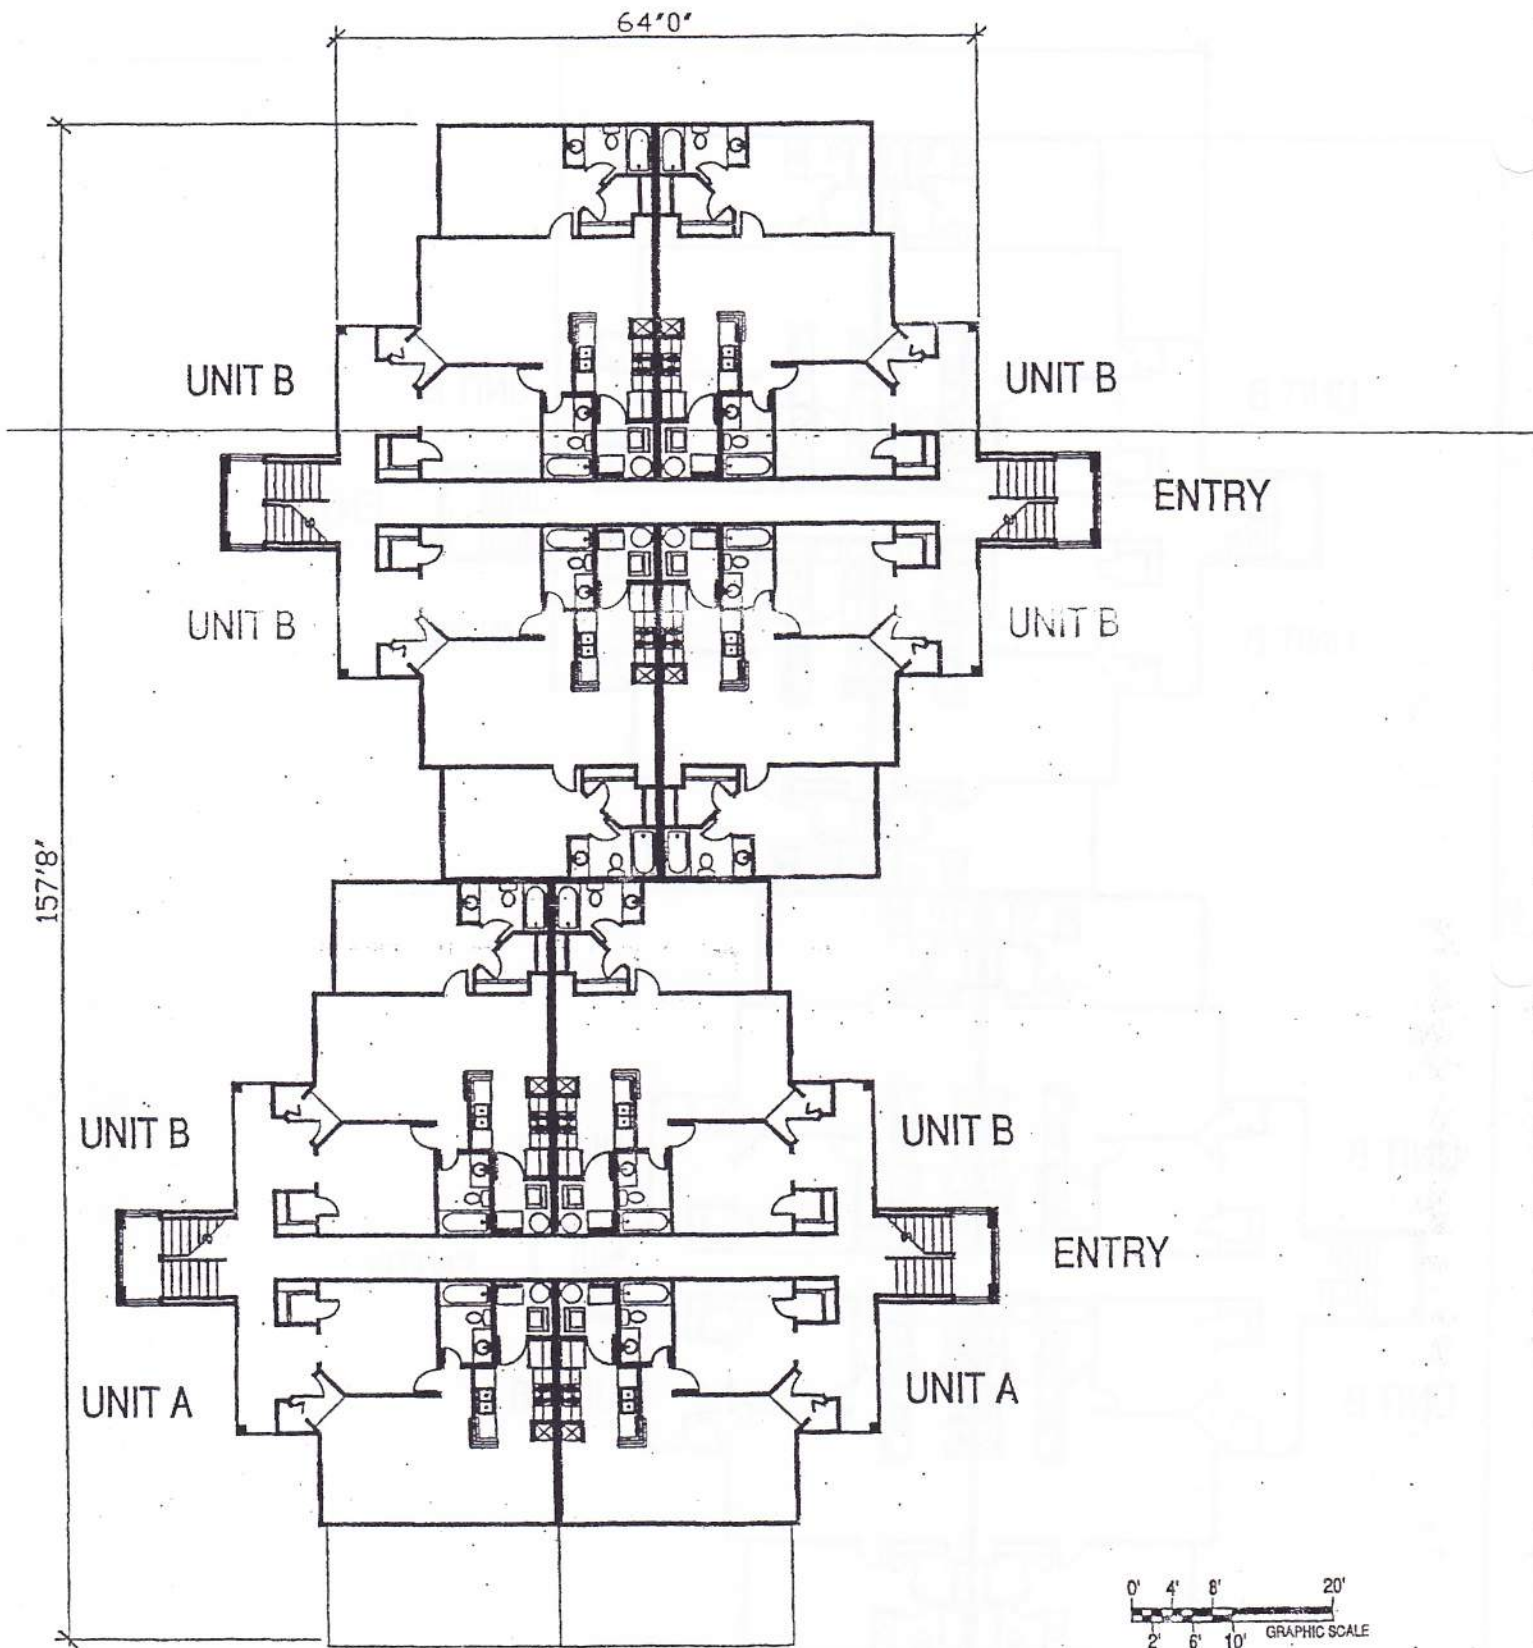 64'0"
UNIT B
UNIT B
ENTRY
UNIT B
UNIT B
157'8"
UNIT B
UNIT B
ENTRY
UNIT A
UNIT A
0' 4' 8' 20'
2' 6' 10' GRAPHIC SCALE